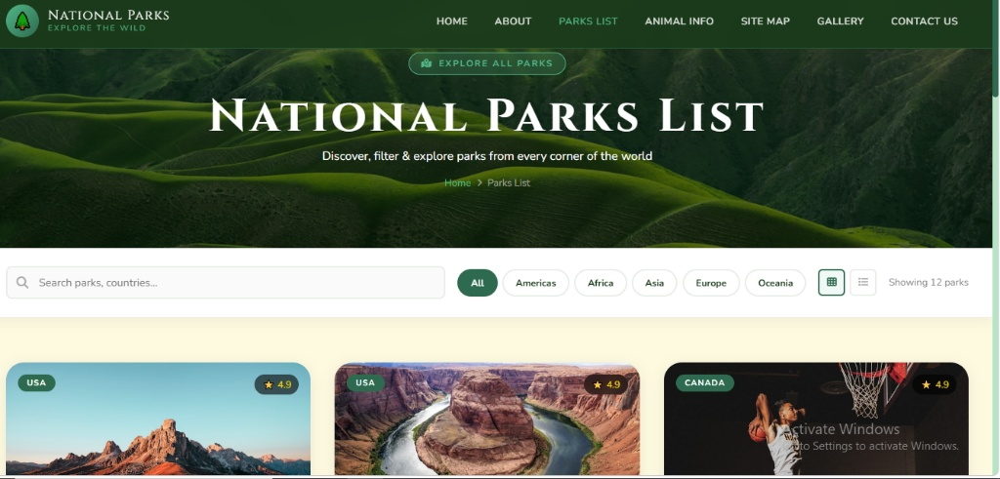 National Parks
EXPLORE THE WILD
HOME ABOUT PARKS LIST ANIMAL INFO SITE MAP GALLERY CONTACT US
EXPLORE ALL PARKS
National Parks List
Discover, filter & explore parks from every corner of the world
Home > Parks List
Search parks, countries...
All Americas Africa Asia Europe Oceania Showing 12 parks
USA 4.9 USA 4.9 CANADA 4.9
Activate Windows
to Settings to activate Windows.